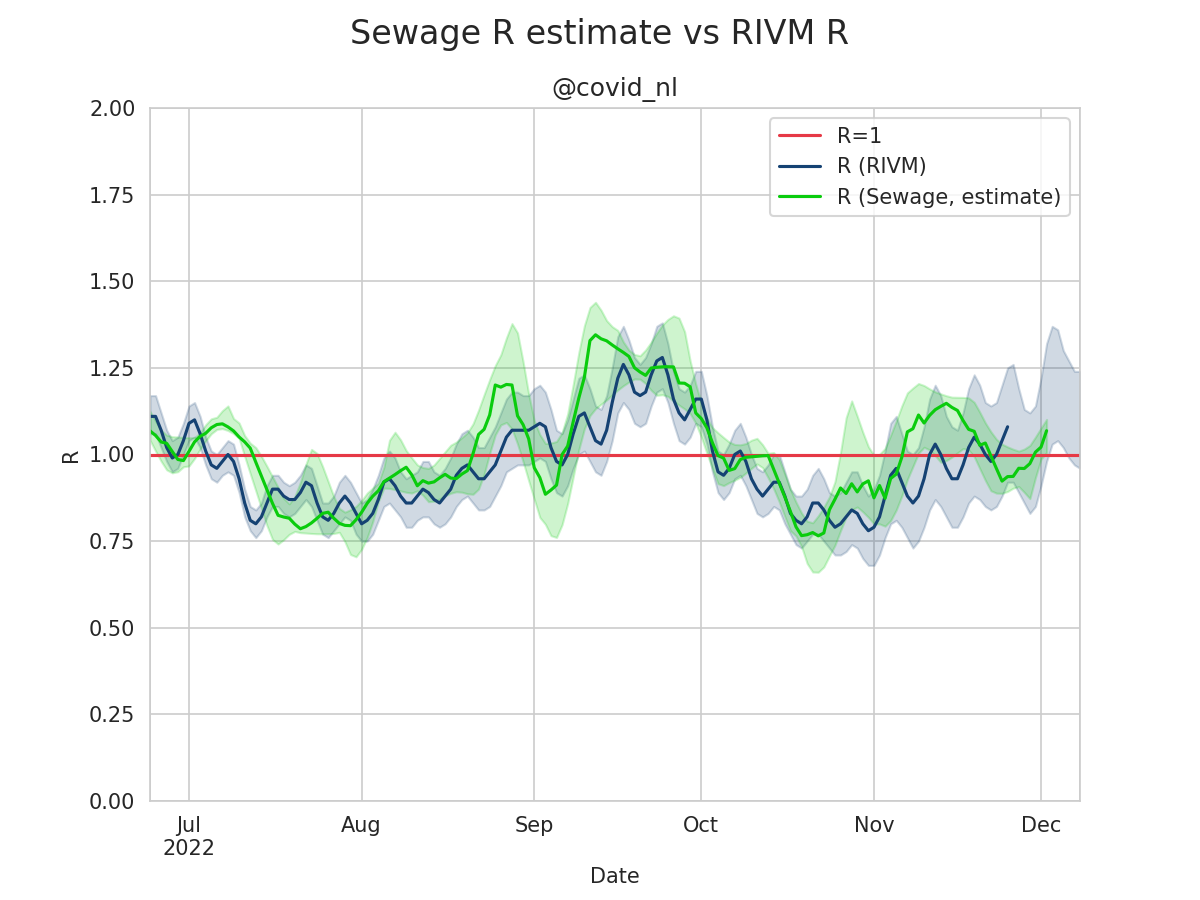 Sewage R estimate vs RIVM R
@covid_nl
2.00
1.75
1.50
1.25
1.00
0.75
0.50
0.25
0.00
R
R=1
R (RIVM)
R (Sewage, estimate)
Jul
2022
Aug
Sep
Oct
Nov
Dec
Date